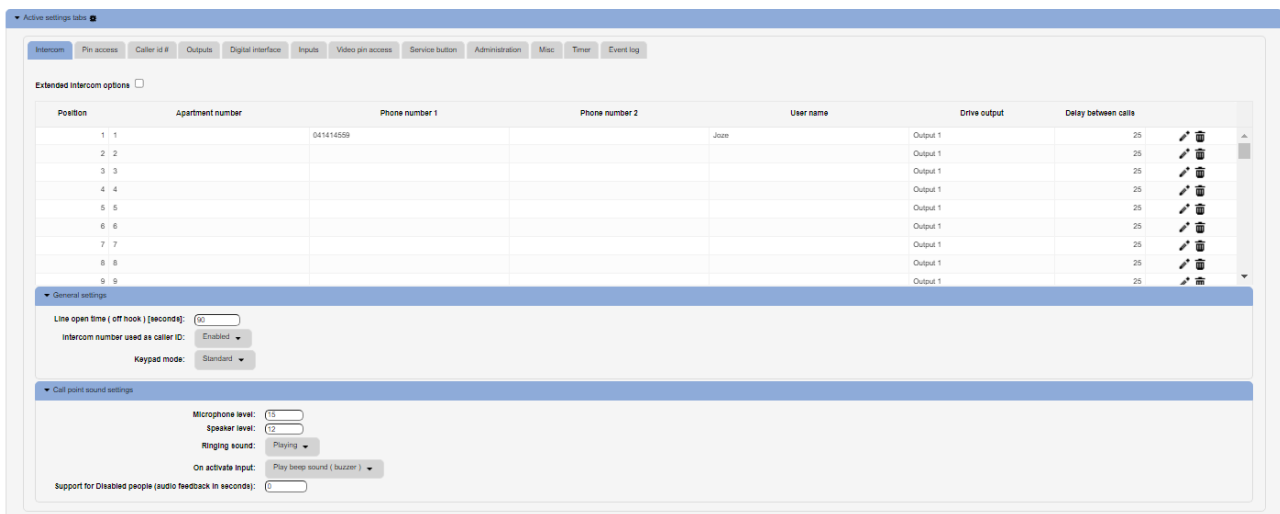 Active settings tabs
Intercom Pin access Caller id # Outputs Digital interface Inputs Video pin access Service button Administration Misc Timer Event log
Extended Intercom options
Position Apartment number Phone number 1 Phone number 2 User name Drive output Delay between calls
1 1 041414559 Joze Output 1 25
2 2 Output 1 25
3 3 Output 1 25
4 4 Output 1 25
5 5 Output 1 25
6 6 Output 1 25
7 7 Output 1 25
8 8 Output 1 25
9 9 Output 1 25
General settings
Line open time ( off hook ) [seconds]: 90
Intercom number used as caller ID: Enabled
Keypad mode: Standard
Call point sound settings
Microphone level: 15
Speaker level: 12
Ringing sound: Playing
On activate Input: Play beep sound ( buzzer )
Support for Disabled people (audio feedback in seconds): 0